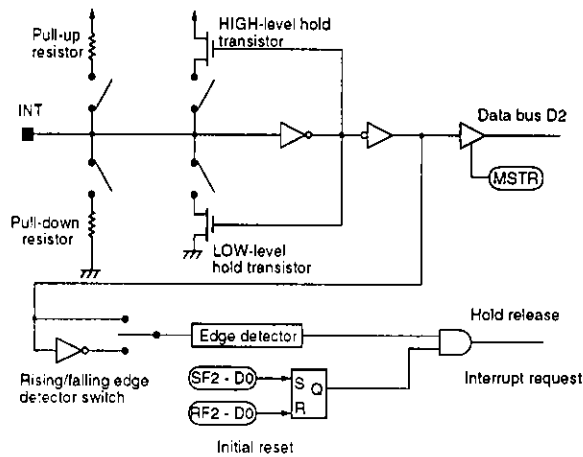 Pull-up
resistor
HIGH-level hold
transistor
INT
Data bus D2
MSTR
Pull-down
resistor
LOW-level
hold transistor
Hold release
Edge detector
Rising/falling edge
detector switch
SF2 - D0
S
Q
RF2 - D0
R
Interrupt request
Initial reset